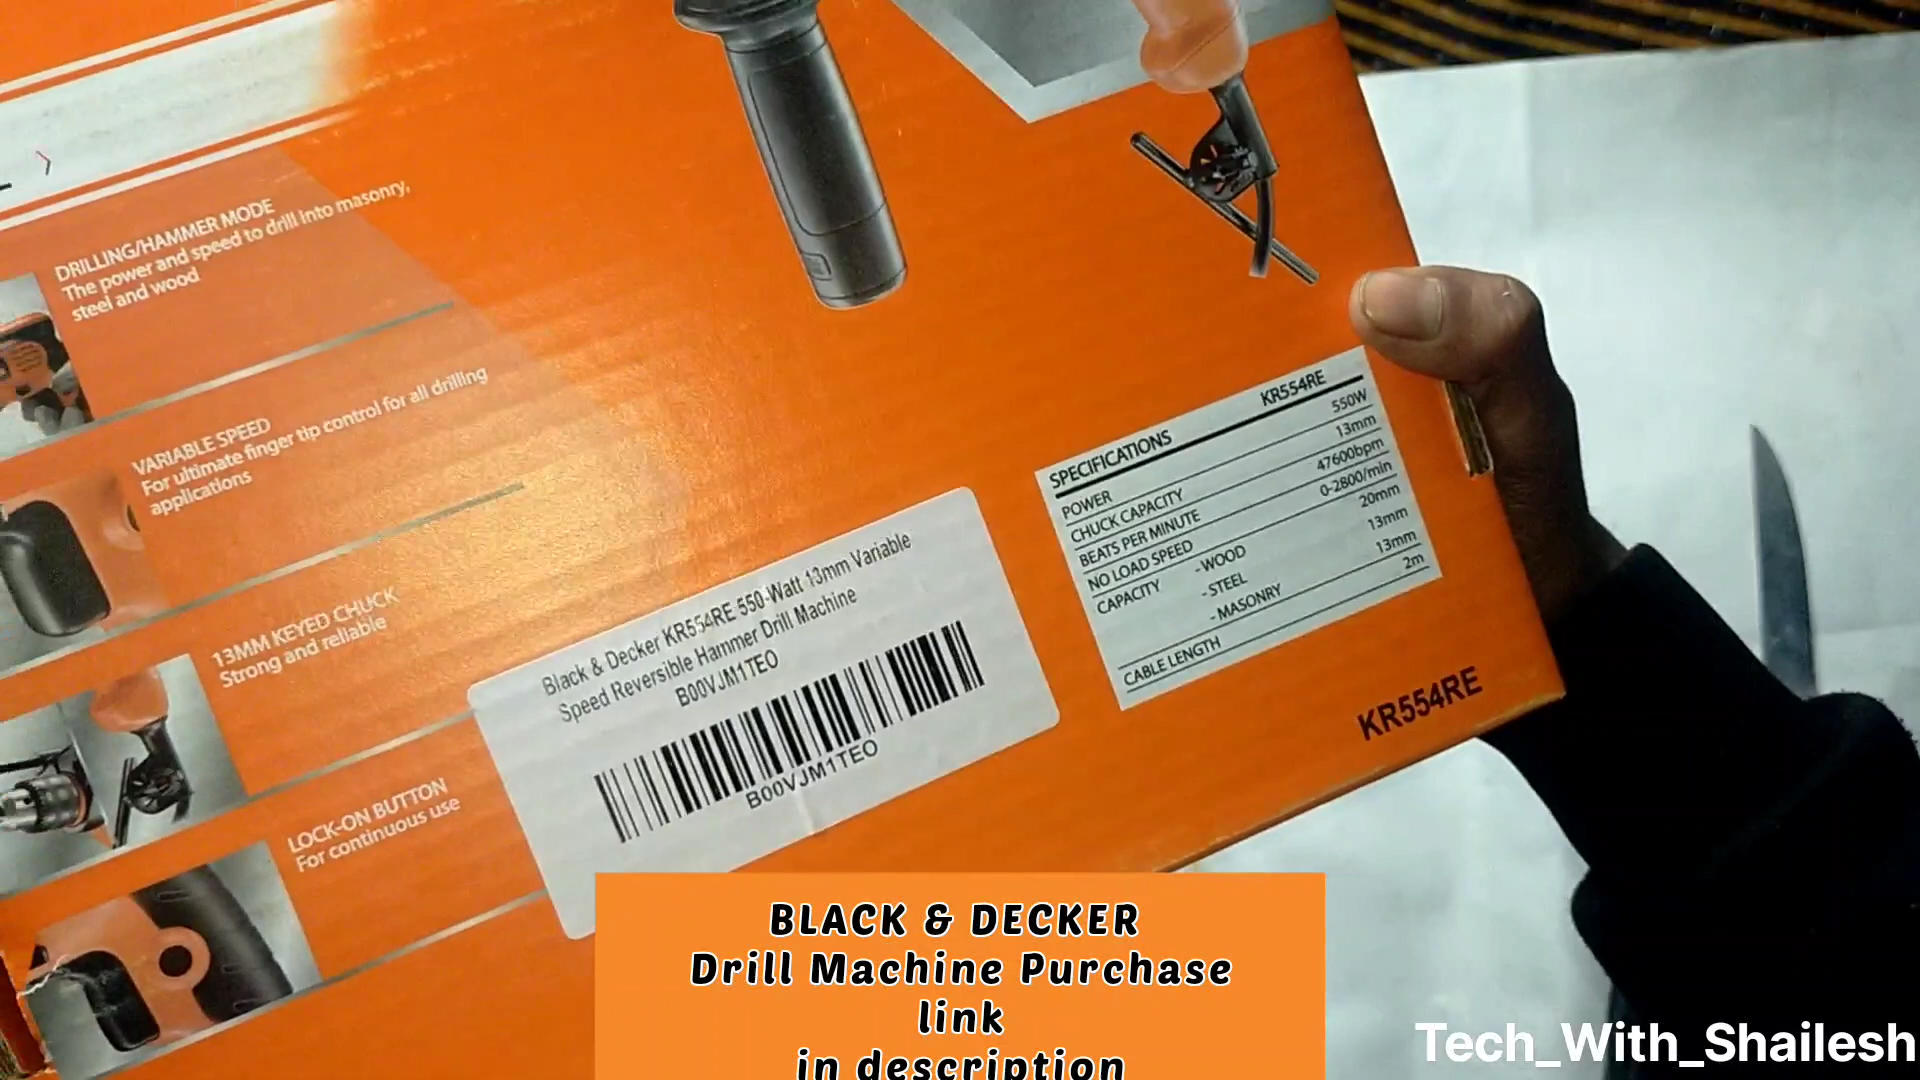 DRILLING/HAMMER MODE
The power and speed to drill into masonry,
steel and wood
VARIABLE SPEED
For ultimate finger tip control for all drilling
applications
13MM KEYED CHUCK
Strong and reliable
LOCK-ON BUTTON
For continuous use
Black & Decker KR554RE 550-Watt 13mm Variable
Speed Reversible Hammer Drill Machine
B00VJM1TEO
B00VJM1TEO
SPECIFICATIONS KR554RE
POWER 550W
CHUCK CAPACITY 13mm
BEATS PER MINUTE 47600bpm
NO LOAD SPEED 0-2800/min
CAPACITY - WOOD 20mm
- STEEL 13mm
- MASONRY 13mm
CABLE LENGTH 2m
KR554RE
BLACK & DECKER
Drill Machine Purchase
link
in description
Tech_With_Shailesh